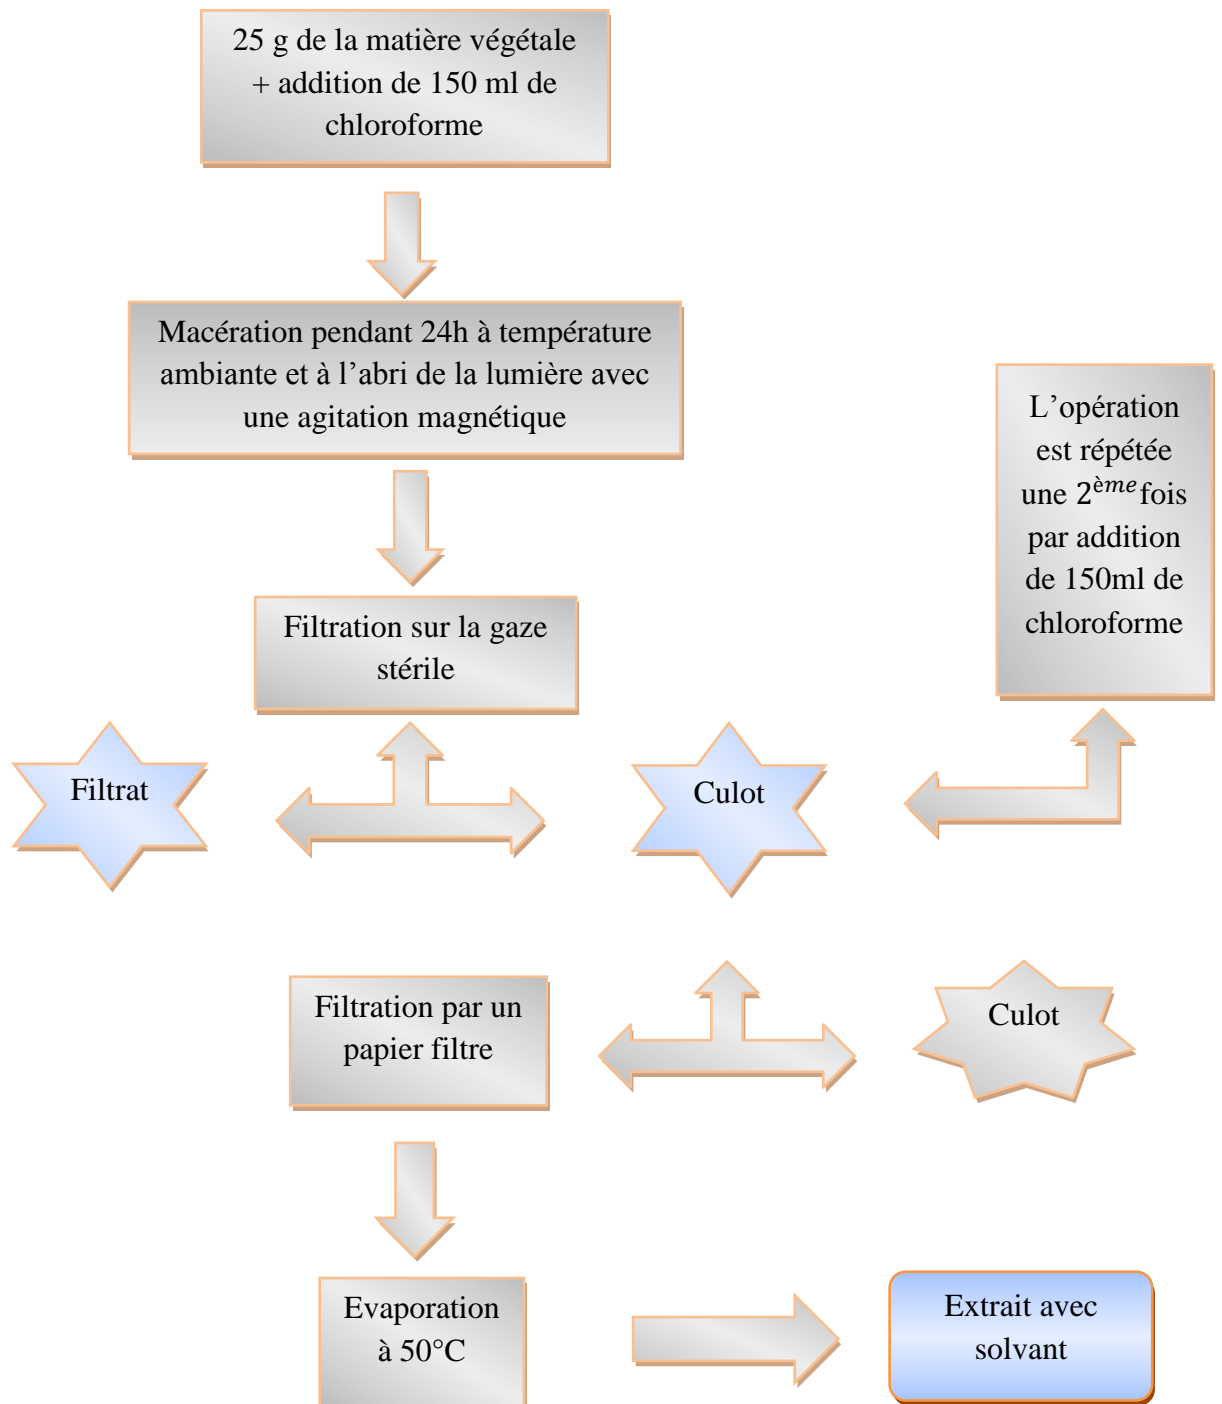 25 g de la matière végétale
+ addition de 150 ml de
chloroforme
Macération pendant 24h à température
ambiante et à l’abri de la lumière avec
une agitation magnétique
L’opération
est répétée
une 2ème fois
par addition
de 150ml de
chloroforme
Filtration sur la gaze
stérile
Filtrat
Culot
Filtration par un
papier filtre
Culot
Evaporation
à 50°C
Extrait avec
solvant